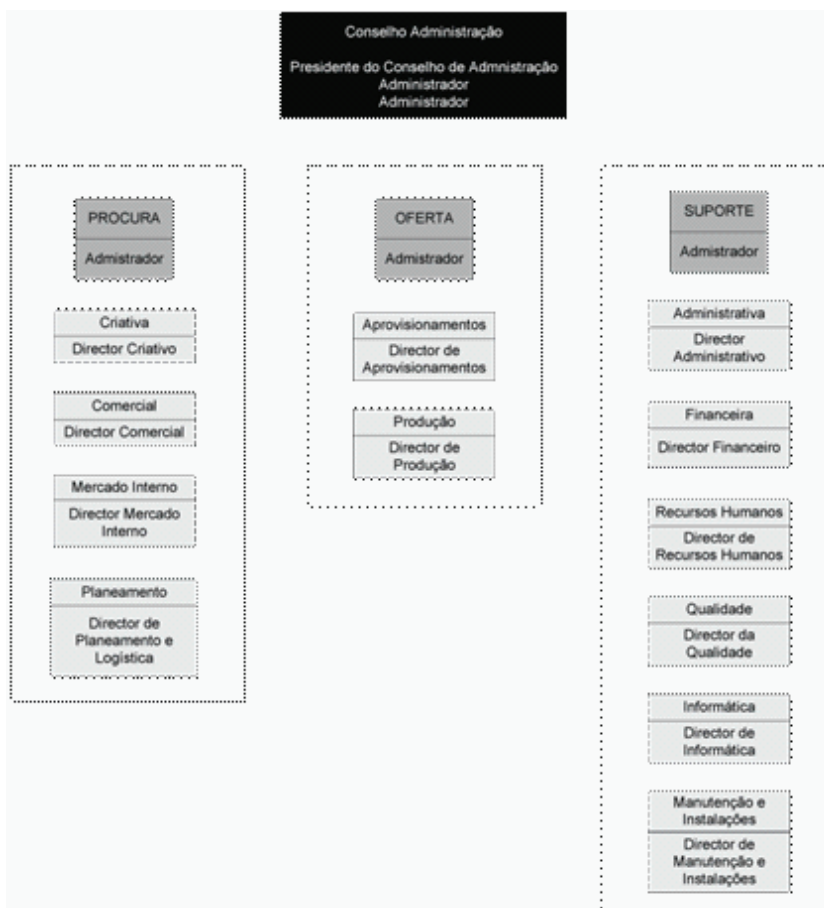 Conselho Administração
Presidente do Conselho de Admnistração
Administrador
Administrador
PROCURA
Admistrador
Criativa
Director Criativo
Comercial
Director Comercial
Mercado Interno
Director Mercado
Interno
Planeamento
Director de
Planeamento e
Logística
OFERTA
Admistrador
Aprovisionamentos
Director de
Aprovisionamentos
Produção
Director de
Produção
SUPORTE
Admistrador
Administrativa
Director
Administrativo
Financeira
Director Financeiro
Recursos Humanos
Director de
Recursos Humanos
Qualidade
Director da
Qualidade
Informática
Director de
Informática
Manutenção e
Instalações
Director de
Manutenção e
Instalações